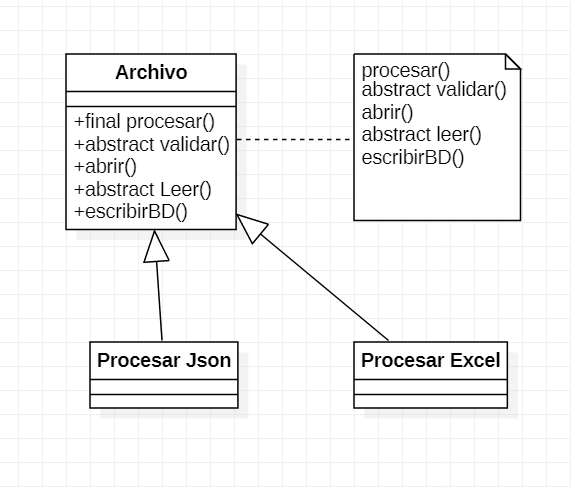 Archivo
+final procesar()
+abstract validar()
+abrir()
+abstract Leer()
+escribirBD()
procesar()
abstract validar()
abrir()
abstract leer()
escribirBD()
Procesar Json
Procesar Excel